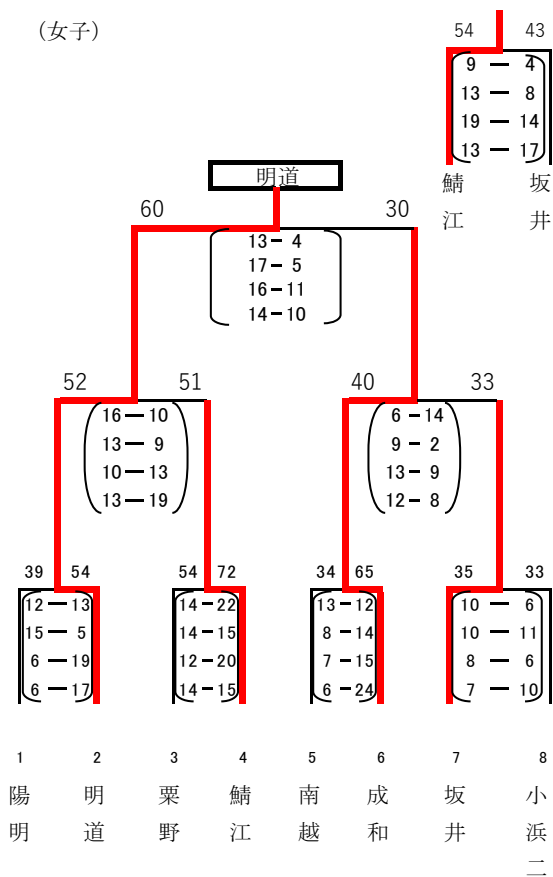 (女子)
54 43
9 ー 4
13 ー 8
19 ー 14
13 ー 17
鯖江 坂井
明道
60 30
13 ー 4
17 ー 5
16 ー 11
14 ー 10
52 51
16 ー 10
13 ー 9
10 ー 13
13 ー 19
40 33
6 ー 14
9 ー 2
13 ー 9
12 ー 8
39 54
12 ー 13
15 ー 5
6 ー 19
6 ー 17
54 72
14 ー 22
14 ー 15
12 ー 20
14 ー 15
34 65
13 ー 12
8 ー 14
7 ー 15
6 ー 24
35 33
10 ー 6
10 ー 11
8 ー 6
7 ー 10
1 2 3 4 5 6 7 8
陽明 明道 粟野 鯖江 南越 成和 坂井 小浜二